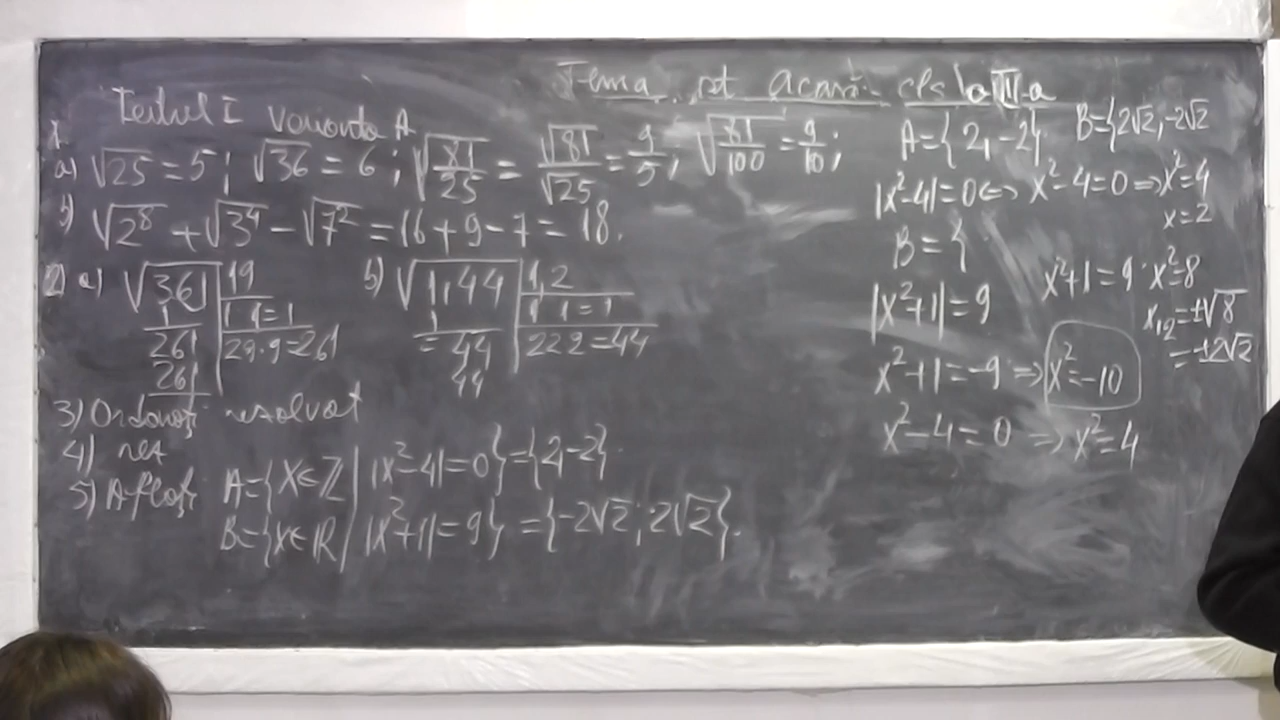 Tema pt acasă cls a VII-a
Testul I varianta A
1.
a) √25 = 5; √36 = 6; √(81/25) = √81/√25 = 9/5; √(81/100) = 9/10;
b) √2⁸ + √3⁴ - √7² = 16 + 9 - 7 = 18.
2) a) √361 | 19
1 | 1·1=1
261 | 29·9=261
261
b) √1,44 | 1,2
1 | 1·1=1
= 44 | 22·2=44
44
3) Ordonați rezolvat
4) rez
5) Aflați A={x∈Z | |x²-4|=0}={2,-2}
B={x∈R | |x²+1|=9} = {-2√2; 2√2}.
A={2,-2} B={2√2,-2√2
|x²-4|=0 ⇔ x²-4=0 ⇒ x²=4
x=2
B={
|x²+1|=9 x²+1=9 x²=8
x₁,₂=±√8
=±2√2
x²+1=-9 ⇒ x²=-10
x²-4=0 ⇒ x²=4